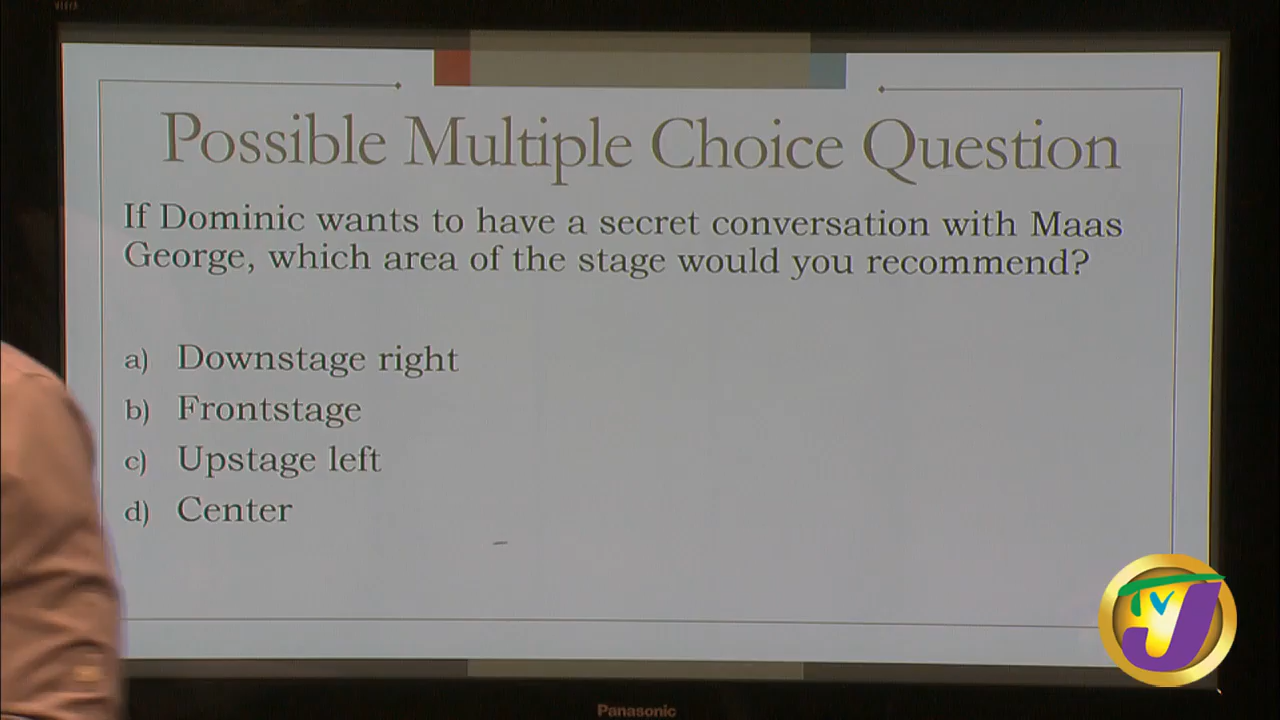 Possible Multiple Choice Question
If Dominic wants to have a secret conversation with Maas
George, which area of the stage would you recommend?
a) Downstage right
b) Frontstage
c) Upstage left
d) Center
TVJ
Panasonic